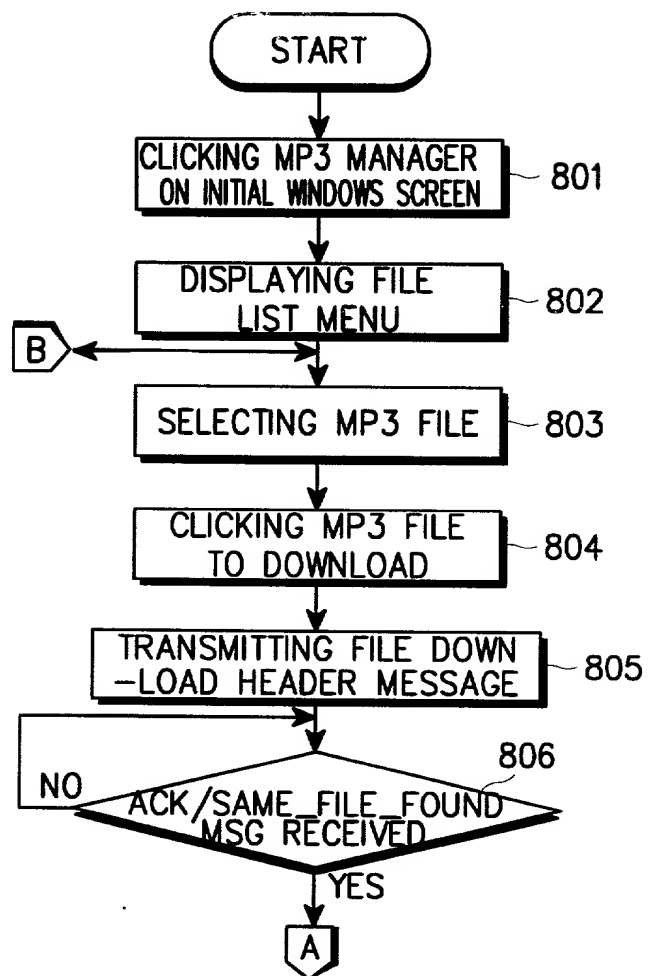 START
CLICKING MP3 MANAGER
ON INITIAL WINDOWS SCREEN
801
DISPLAYING FILE
LIST MENU
802
B
SELECTING MP3 FILE
803
CLICKING MP3 FILE
TO DOWNLOAD
804
TRANSMITTING FILE DOWN
-LOAD HEADER MESSAGE
805
806
NO
ACK/SAME_FILE_FOUND
MSG RECEIVED
YES
A